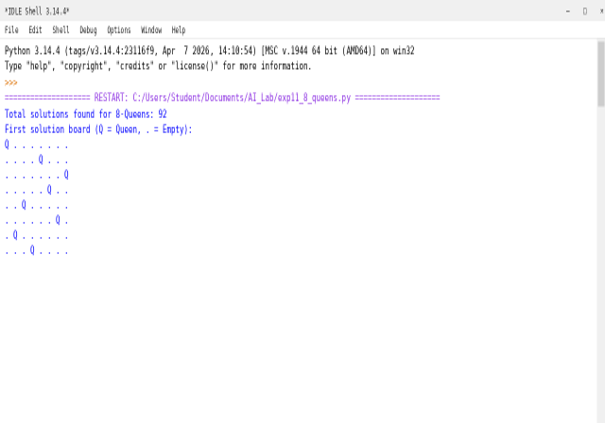 *IDLE Shell 3.14.4*
File Edit Shell Debug Options Window Help
Python 3.14.4 (tags/v3.14.4:23116f9, Apr  7 2026, 14:10:54) [MSC v.1944 64 bit (AMD64)] on win32
Type "help", "copyright", "credits" or "license()" for more information.
>>>
==================== RESTART: C:/Users/Student/Documents/AI_Lab/exp11_8_queens.py ====================
Total solutions found for 8-Queens: 92
First solution board (Q = Queen, . = Empty):
Q . . . . . . .
. . . . Q . . .
. . . . . . . Q
. . . . . Q . .
. . Q . . . . .
. . . . . . Q .
. Q . . . . . .
. . . Q . . . .